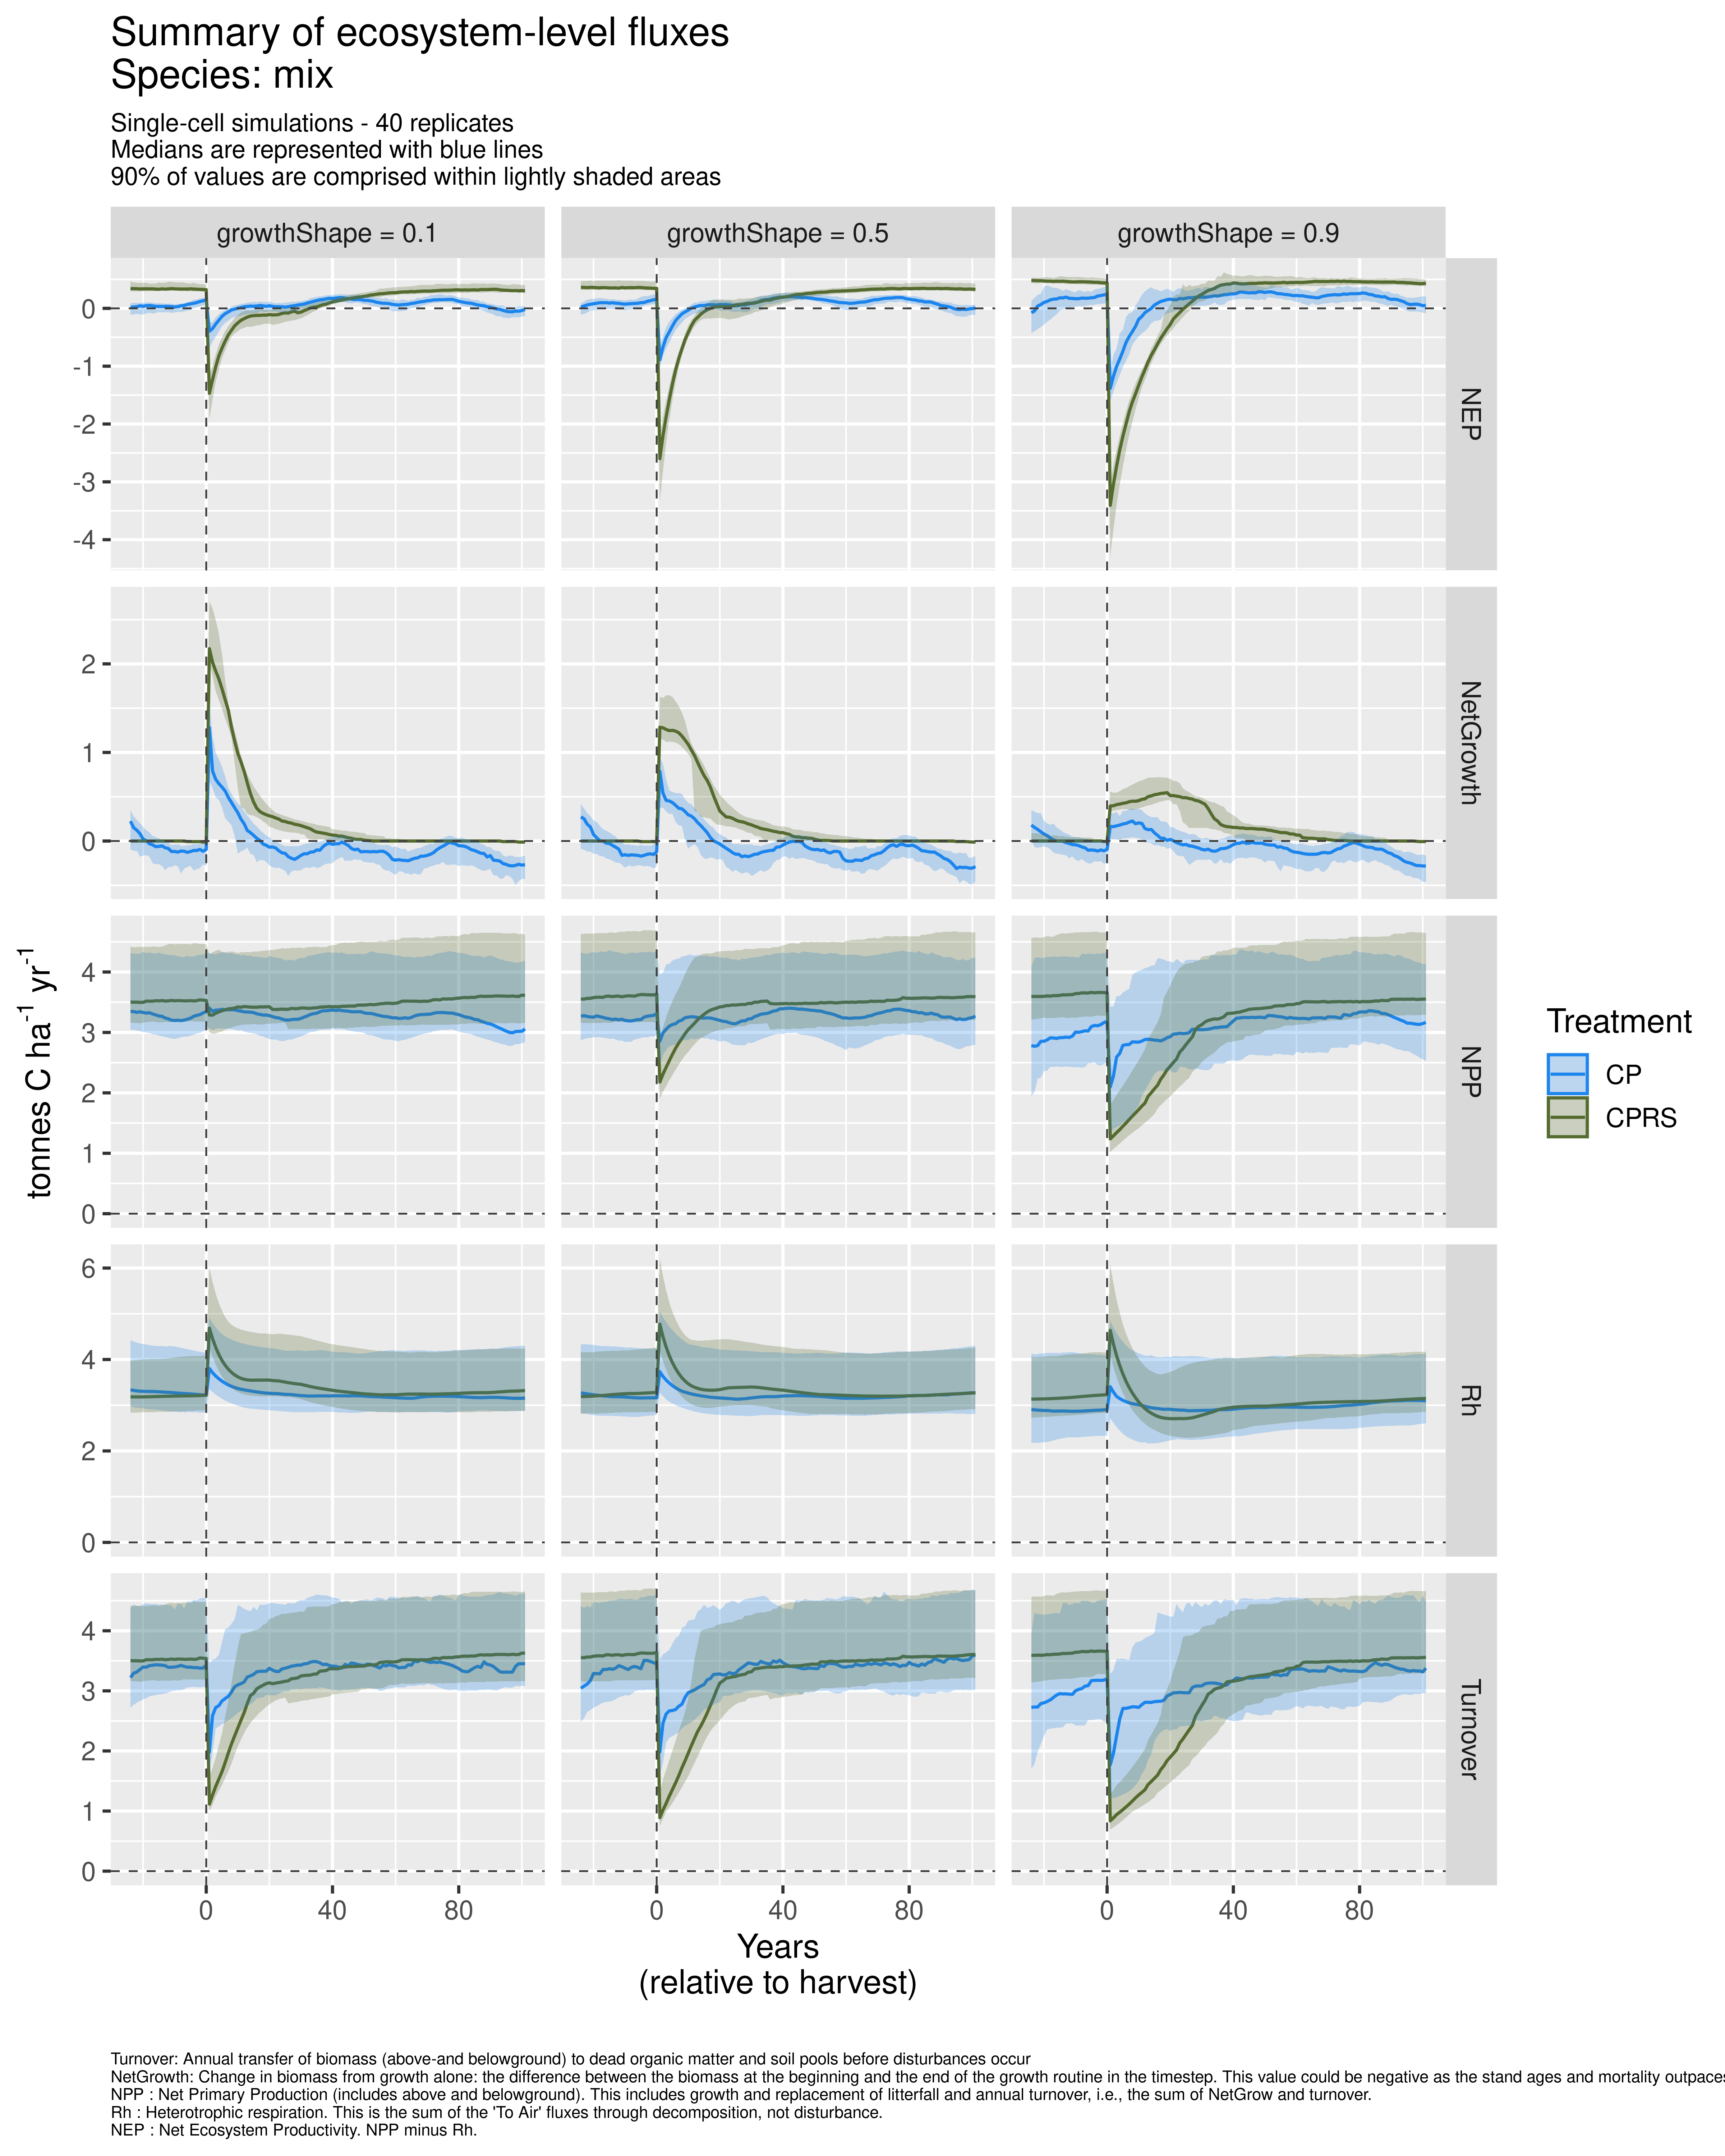 Summary of ecosystem-level fluxes
Species: mix
Single-cell simulations - 40 replicates
Medians are represented with blue lines
90% of values are comprised within lightly shaded areas
growthShape = 0.1
growthShape = 0.5
growthShape = 0.9
0
-1
-2
-3
-4
NEP
2
1
0
NetGrowth
4
3
2
1
0
NPP
6
4
2
0
Rh
4
3
2
1
0
Turnover
tonnes C ha⁻¹ yr⁻¹
Treatment
CP
CPRS
0 40 80
0 40 80
0 40 80
Years
(relative to harvest)
Turnover: Annual transfer of biomass (above-and belowground) to dead organic matter and soil pools before disturbances occur
NetGrowth: Change in biomass from growth alone: the difference between the biomass at the beginning and the end of the growth routine in the timestep. This value could be negative as the stand ages and mortality outpaces
NPP : Net Primary Production (includes above and belowground). This includes growth and replacement of litterfall and annual turnover, i.e., the sum of NetGrow and turnover.
Rh : Heterotrophic respiration. This is the sum of the 'To Air' fluxes through decomposition, not disturbance.
NEP : Net Ecosystem Productivity. NPP minus Rh.